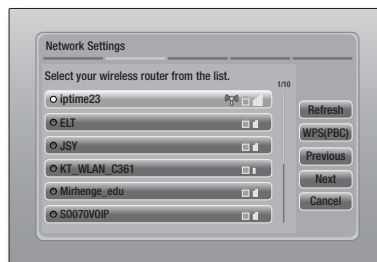 Network Settings
Select your wireless router from the list.
1/10
iptime23
ELT
JSY
KT_WLAN_C361
Mirhenge_edu
SO070VOIP
Refresh
WPS(PBC)
Previous
Next
Cancel